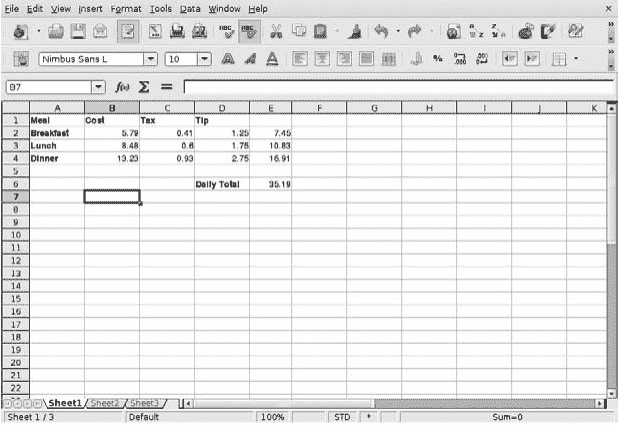 File Edit View Insert Format Tools Data Window Help ×
ABC ABC
Nimbus Sans L 10 A A A %
B7 f(x) Σ =
A B C D E F G H I J K
1 Meal Cost Tax Tip
2 Breakfast 5.79 0.41 1.25 7.45
3 Lunch 8.48 0.6 1.75 10.83
4 Dinner 13.23 0.93 2.75 16.91
5
6 Daily Total 35.19
7
8
9
10
11
12
13
14
15
16
17
18
19
20
21
22
Sheet1 Sheet2 Sheet3
Sheet 1 / 3 Default 100% STD * Sum=0